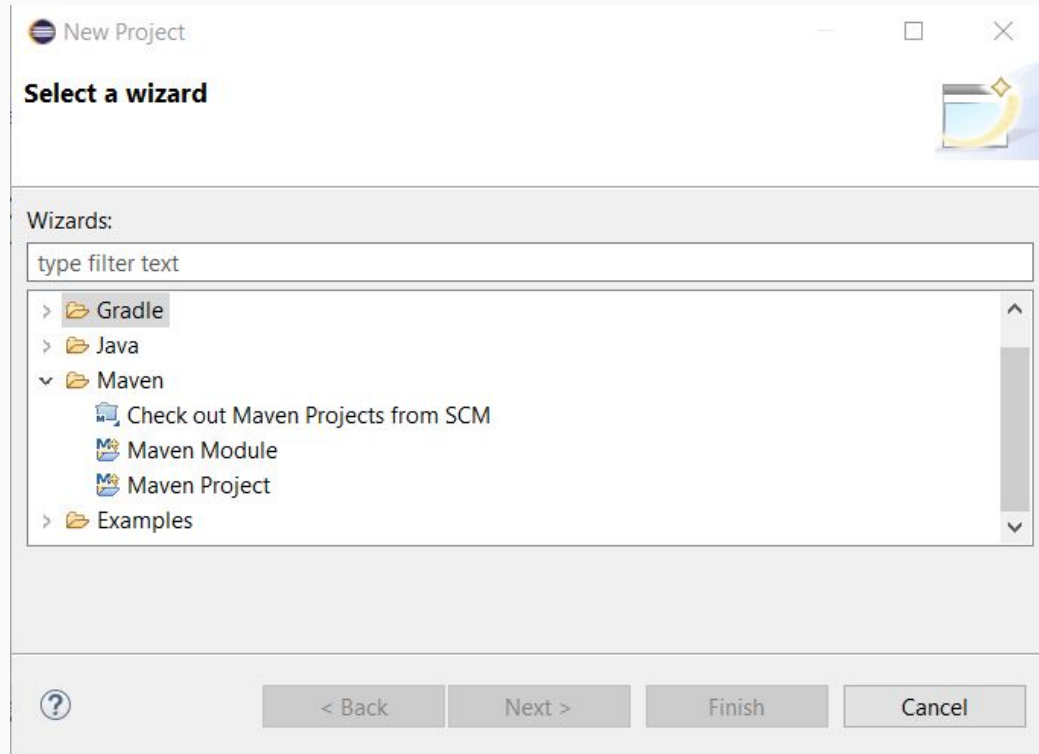 New Project
Select a wizard
Wizards:
type filter text
Gradle
Java
Maven
Check out Maven Projects from SCM
Maven Module
Maven Project
Examples
< Back Next > Finish Cancel